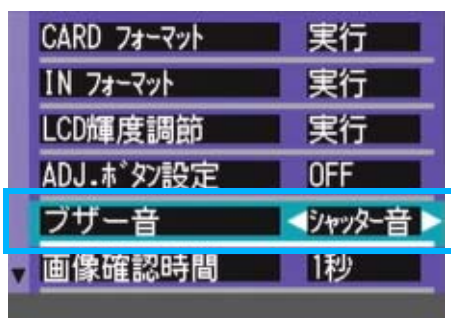 CARD フォーマット 実行
IN フォーマット 実行
LCD輝度調節 実行
ADJ.ボタン設定 OFF
ブザー音 ◀シャッター音▶
▼ 画像確認時間 1秒